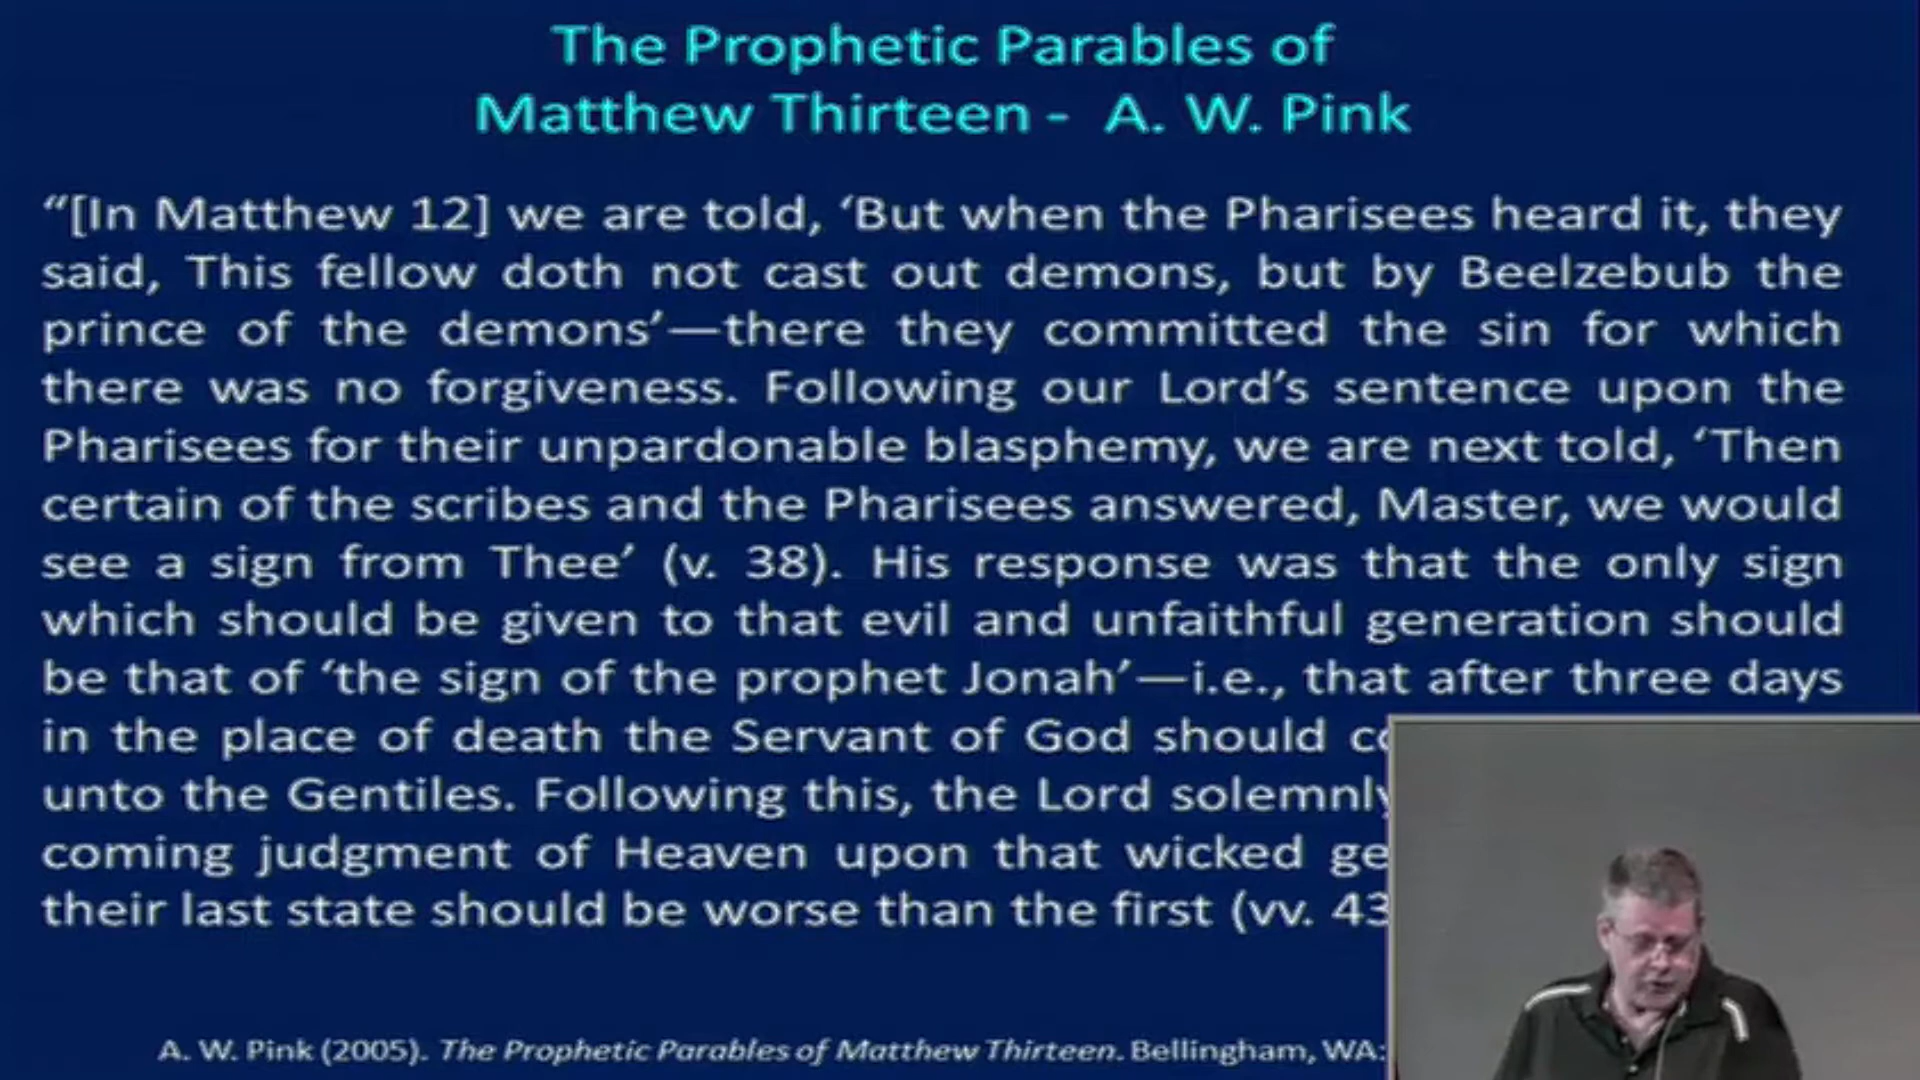 The Prophetic Parables of
Matthew Thirteen - A. W. Pink
“[In Matthew 12] we are told, ‘But when the Pharisees heard it, they
said, This fellow doth not cast out demons, but by Beelzebub the
prince of the demons’—there they committed the sin for which
there was no forgiveness. Following our Lord’s sentence upon the
Pharisees for their unpardonable blasphemy, we are next told, ‘Then
certain of the scribes and the Pharisees answered, Master, we would
see a sign from Thee’ (v. 38). His response was that the only sign
which should be given to that evil and unfaithful generation should
be that of ‘the sign of the prophet Jonah’—i.e., that after three days
in the place of death the Servant of God should
unto the Gentiles. Following this, the Lord solemnly
coming judgment of Heaven upon that wicked
their last state should be worse than the first (vv. 43
A. W. Pink (2005). The Prophetic Parables of Matthew Thirteen. Bellingham, WA: